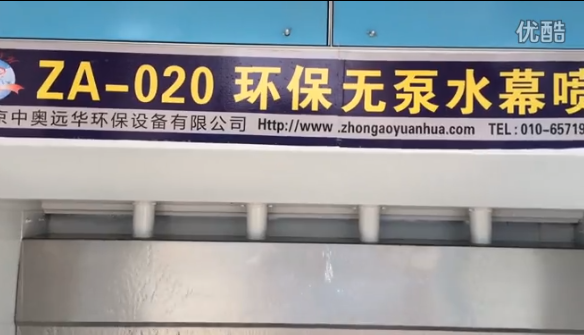 优酷
ZA-020 环保无泵水幕喷
京中奥远华环保设备有限公司 Http://www.zhongaoyuanhua.com TEL:010-65719